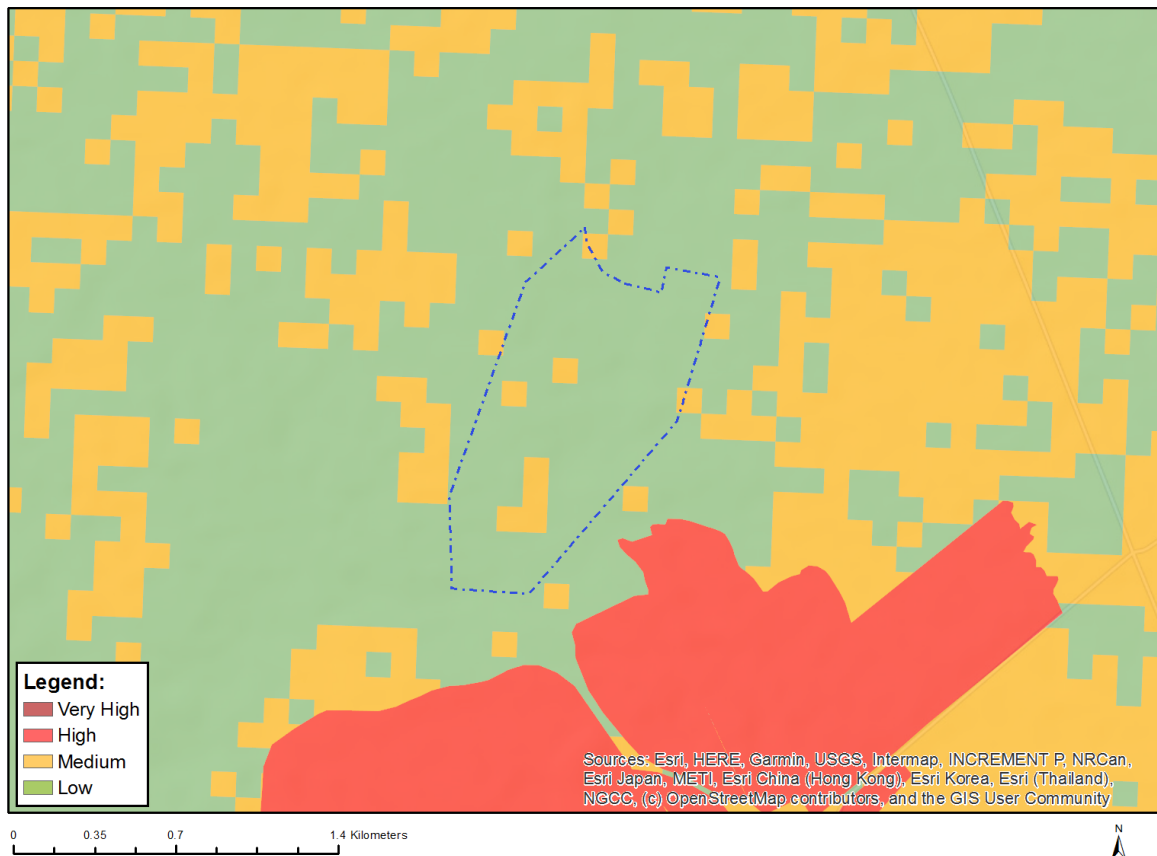 Legend:
Very High
High
Medium
Low
Sources: Esri, HERE, Garmin, USGS, Intermap, INCREMENT P, NRCan,
Esri Japan, METI, Esri China (Hong Kong), Esri Korea, Esri (Thailand),
NGCC, (c) OpenStreetMap contributors, and the GIS User Community
0 0.35 0.7 1.4 Kilometers
N